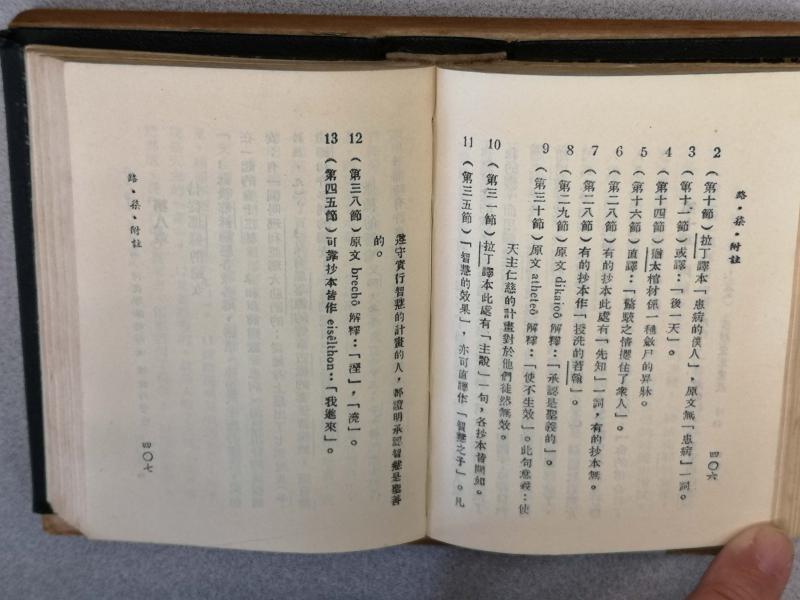 路·柒·附註
四〇六
2（第十節）拉丁譯本「患病的僕人」，原文無「患病」一詞。
3（第十一節）或譯：「後一天」。
4（第十四節）猶太棺材係一種斂尸的舁牀。
5（第十六節）直譯：「驚駭之情攫住了衆人」。
6（第二八節）有的抄本此處有「先知」一詞，有的抄本無。
7（第二八節）有的抄本作「授洗的若翰」。
8（第二九節）原文 dikaioô 解釋：「承認是聖義的」。
9（第三十節）原文 atheteô 解釋：「使不生效」。此句意義：使
天主仁慈的計畫對於他們徒然無效。
10（第三一節）拉丁譯本此處有「主說」一句，各抄本皆闕如。
11（第三五節）「智慧的效果」，亦可直譯作「智慧之子」。凡
遵守實行智慧的計畫的人，都證明承認智慧是聖善
的。
12（第三八節）原文 brechô 解釋：「溼」，「澆」。
13（第四五節）可靠抄本皆作 eisêlthon：「我進來」。
路·柒·附註
四〇七